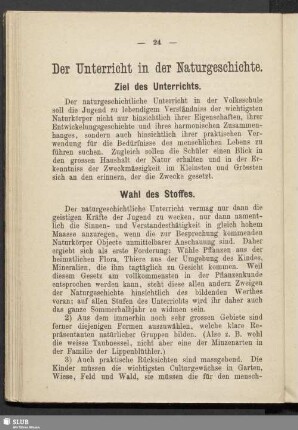 — 24 —
Der Unterricht in der Naturgeschichte.
Ziel des Unterrichts.
Der naturgeschichtliche Unterricht in der Volksschule
soll die Jugend zu lebendigem Verständniss der wichtigsten
Naturkörper nicht nur hinsichtlich ihrer Eigenschaften, ihrer
Entwickelungsgeschichte und ihres harmonischen Zusammen-
hanges, sondern auch hinsichtlich ihrer praktischen Ver-
wendung für die Bedürfnisse des menschlichen Lebens zu
führen suchen. Zugleich sollen die Schüler einen Blick in
den grossen Haushalt der Natur erhalten und in der Er-
kenntniss der Zweckmässigkeit im Kleinsten und Grössten
sich an den erinnern, der die Zwecke gesetzt.
Wahl des Stoffes.
Der naturgeschichtliche Unterricht vermag nur dann die
geistigen Kräfte der Jugend zu wecken, nur dann nament-
lich die Sinnen- und Verstandesthätigkeit in gleich hohem
Maasse anzuregen, wenn die zur Besprechung kommenden
Naturkörper Objecte unmittelbarer Anschauung sind. Daher
ergiebt sich als erste Forderung: Wähle Pflanzen aus der
heimatlichen Flora, Thiere aus der Umgebung des Kindes,
Mineralien, die ihm tagtäglich zu Gesicht kommen. Weil
diesem Gesetz am vollkommensten in der Pflanzenkunde
entsprochen werden kann, steht diese allen andern Zweigen
der Naturgeschichte hinsichtlich des bildenden Werthes
voran: auf allen Stufen des Unterrichts wird ihr daher auch
das ganze Sommerhalbjahr zu widmen sein.
2) Aus dem immerhin noch sehr grossen Gebiete sind
ferner diejenigen Formen auszuwählen, welche klare Re-
präsentanten natürlicher Gruppen bilden. (Also z. B. wohl
die weisse Taubnessel, nicht aber eine der Minzenarten in
der Familie der Lippenblüthler.)
3) Auch praktische Rücksichten sind massgebend. Die
Kinder müssen die wichtigsten Culturgewächse in Garten,
Wiese, Feld und Wald, sie müssen die für den mensch-
SLUB